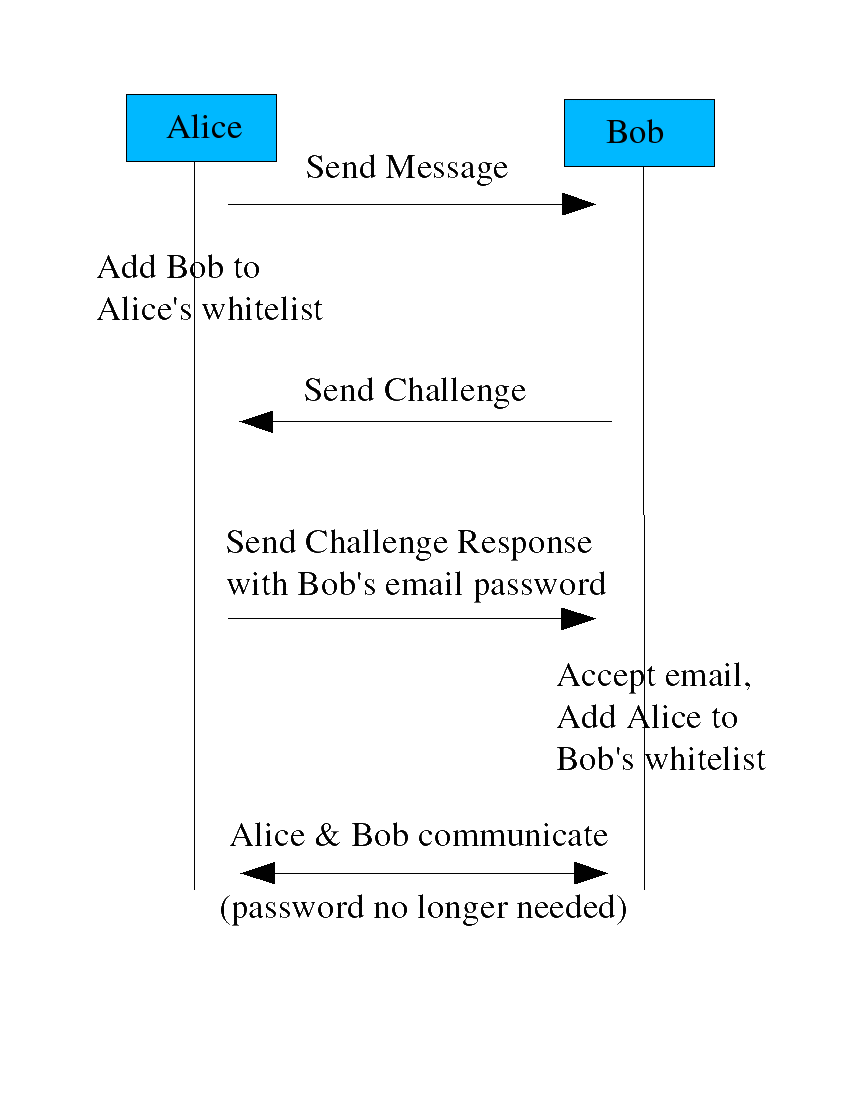 Alice
Bob
Send Message
Add Bob to
Alice's whitelist
Send Challenge
Send Challenge Response
with Bob's email password
Accept email,
Add Alice to
Bob's whitelist
Alice & Bob communicate
(password no longer needed)